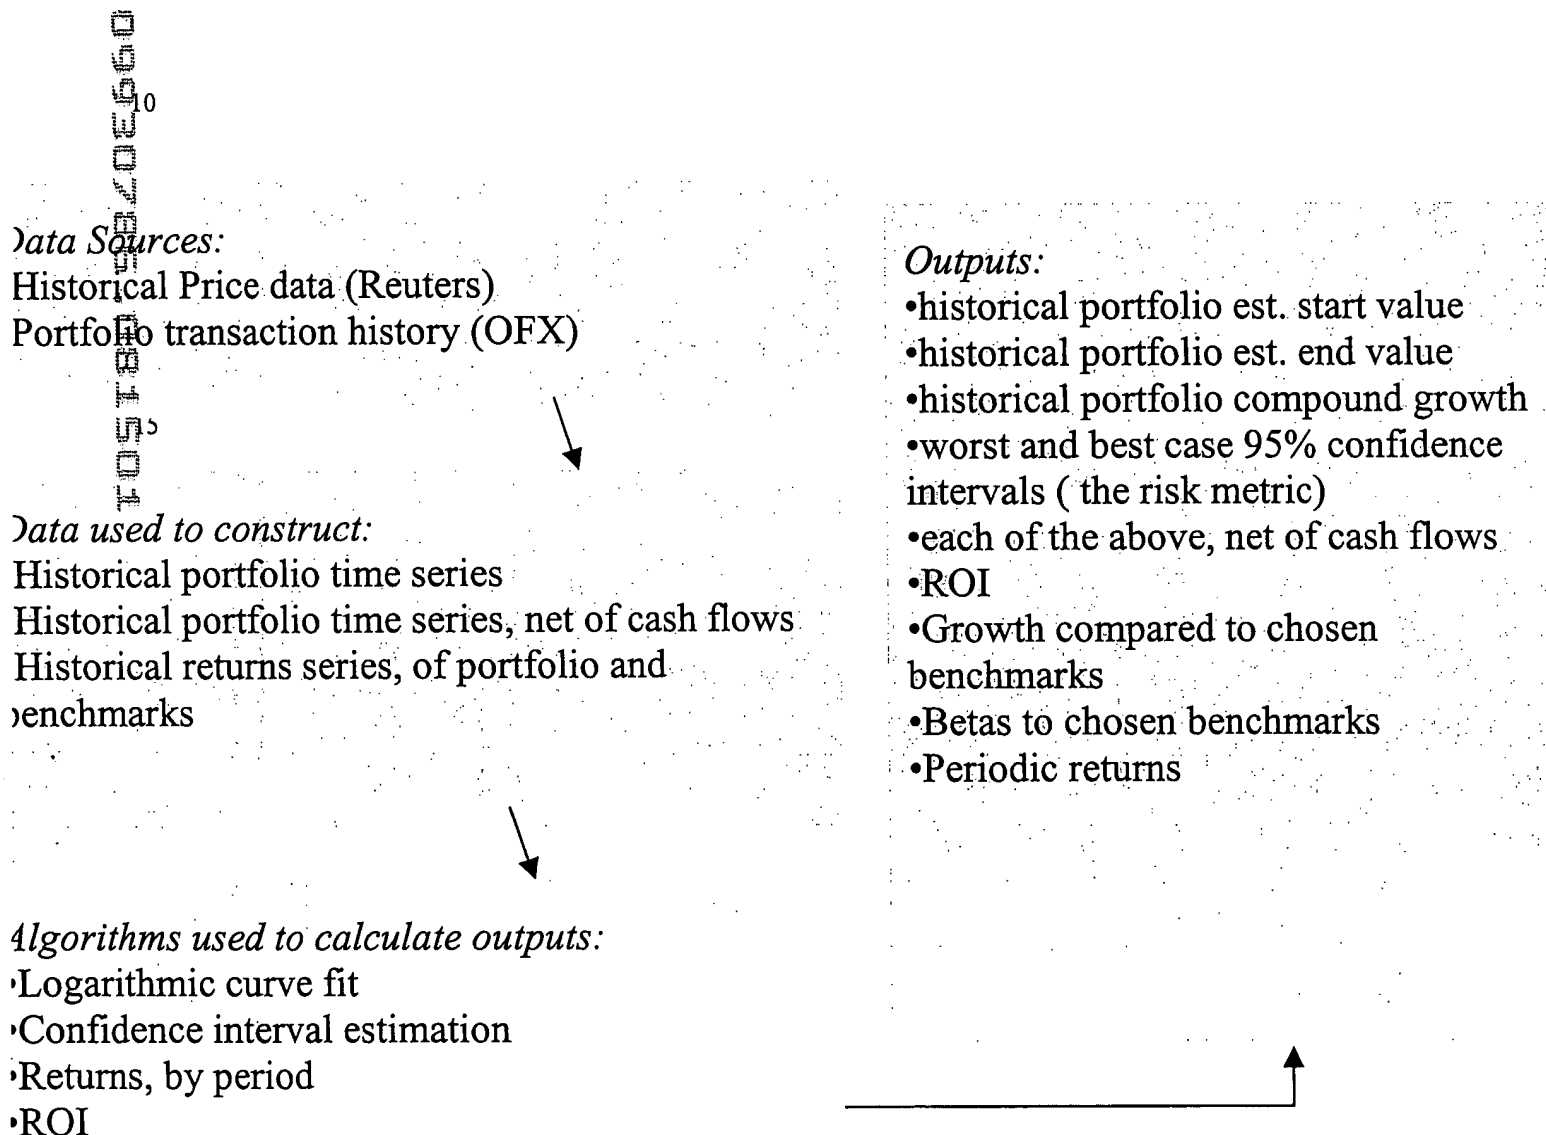 09930785 081501
10
Data Sources:
Historical Price data (Reuters)
Portfolio transaction history (OFX)
15
Data used to construct:
Historical portfolio time series
Historical portfolio time series, net of cash flows
Historical returns series, of portfolio and
benchmarks
Algorithms used to calculate outputs:
•Logarithmic curve fit
•Confidence interval estimation
•Returns, by period
•ROI
Outputs:
•historical portfolio est. start value
•historical portfolio est. end value
•historical portfolio compound growth
•worst and best case 95% confidence
intervals ( the risk metric)
•each of the above, net of cash flows
•ROI
•Growth compared to chosen
benchmarks
•Betas to chosen benchmarks
•Periodic returns